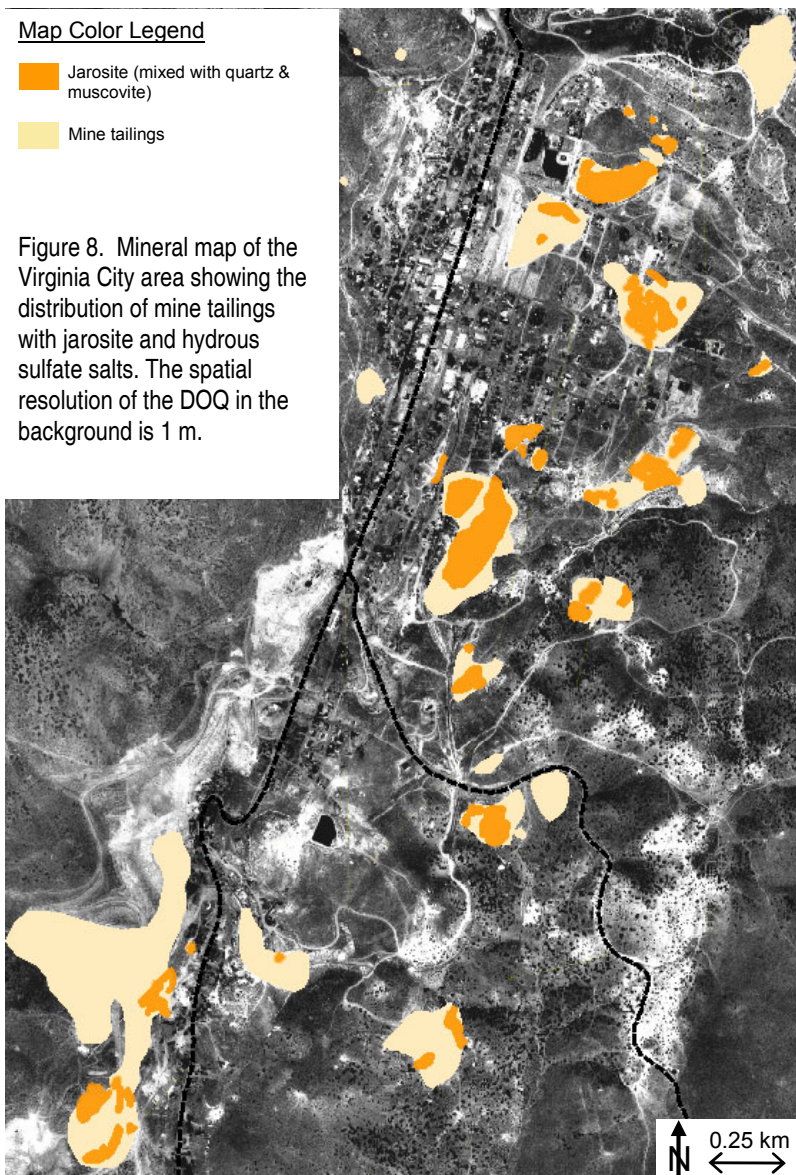 Map Color Legend
Jarosite (mixed with quartz &
muscovite)
Mine tailings
Figure 8.  Mineral map of the
Virginia City area showing the
distribution of mine tailings
with jarosite and hydrous
sulfate salts. The spatial
resolution of the DOQ in the
background is 1 m.
N
0.25 km